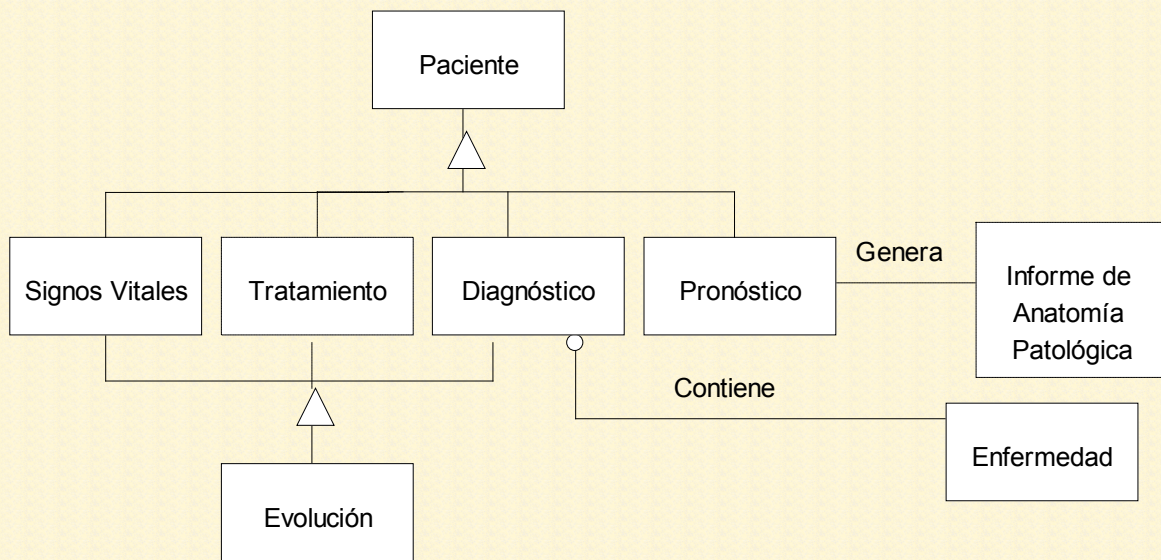 Paciente
Signos Vitales
Tratamiento
Diagnóstico
Pronóstico
Genera
Informe de
Anatomía
Patológica
Contiene
Enfermedad
Evolución